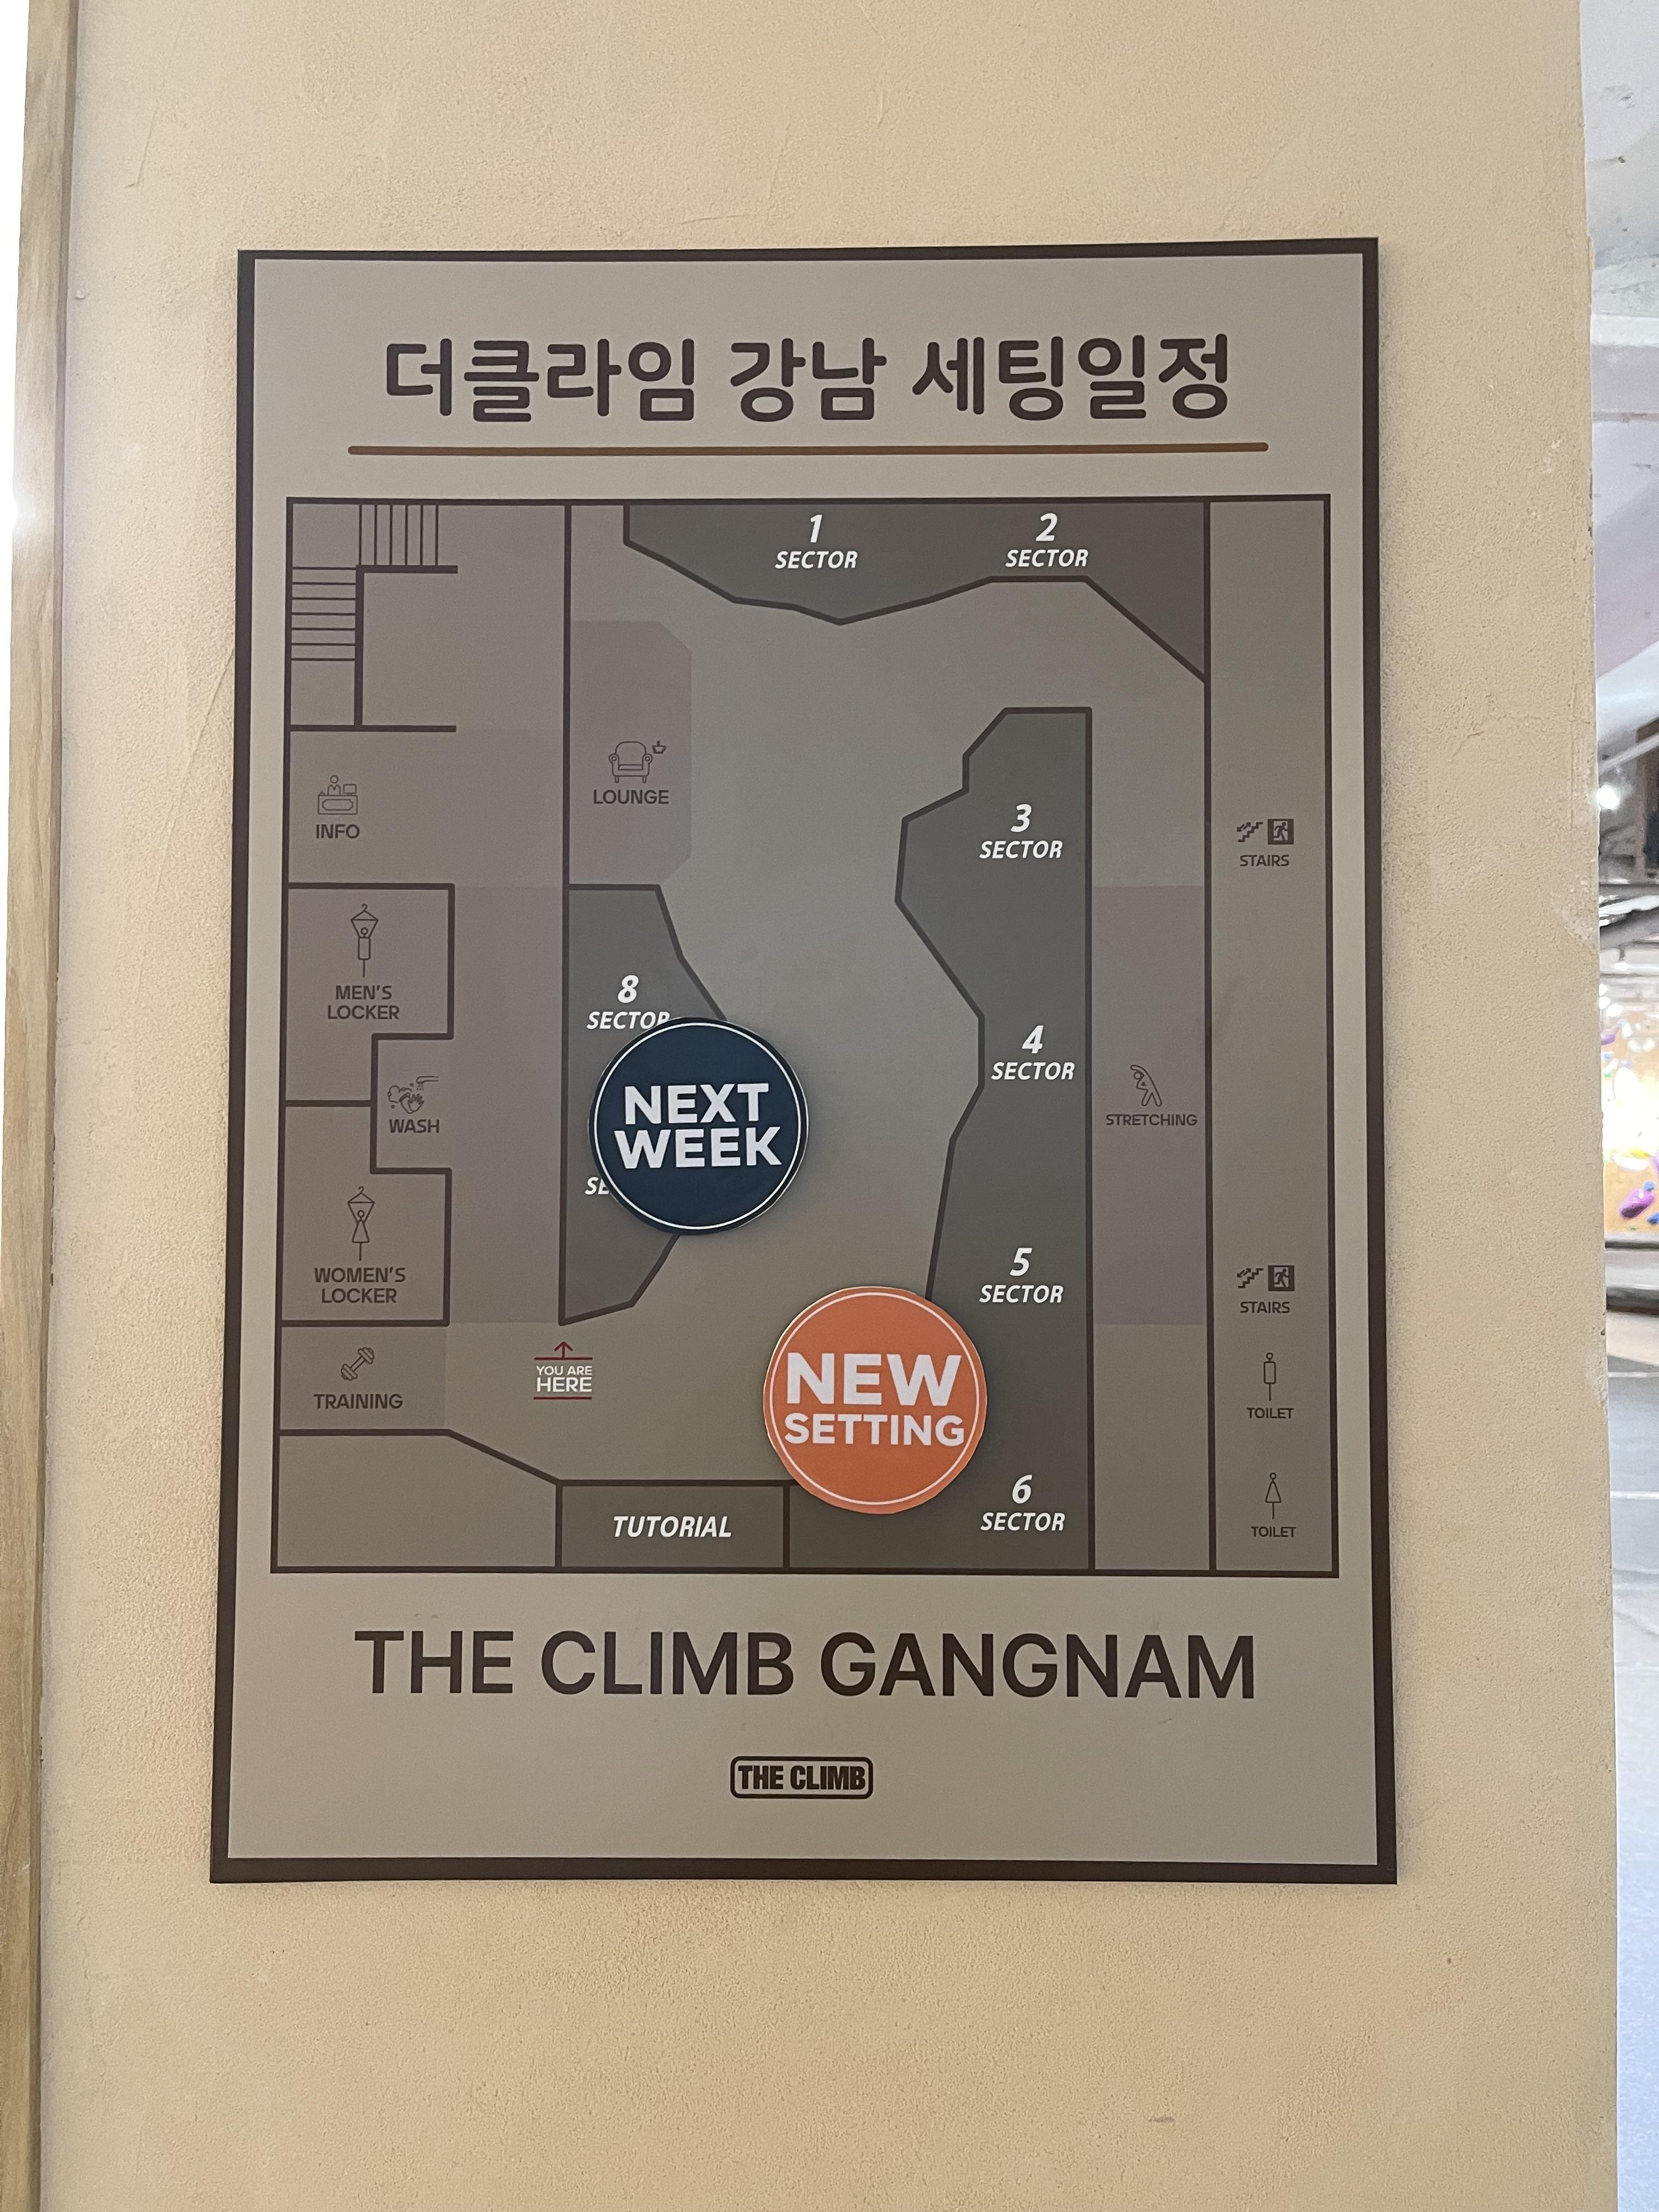 더클라임 강남 세팅일정
1
SECTOR
2
SECTOR
LOUNGE
INFO
3
SECTOR
STAIRS
MEN'S
LOCKER
8
SECTOR
4
SECTOR
WASH
NEXT
WEEK
STRETCHING
WOMEN'S
LOCKER
5
SECTOR
STAIRS
TRAINING
YOU ARE
HERE
NEW
SETTING
TOILET
6
SECTOR
TUTORIAL
TOILET
THE CLIMB GANGNAM
THE CLIMB